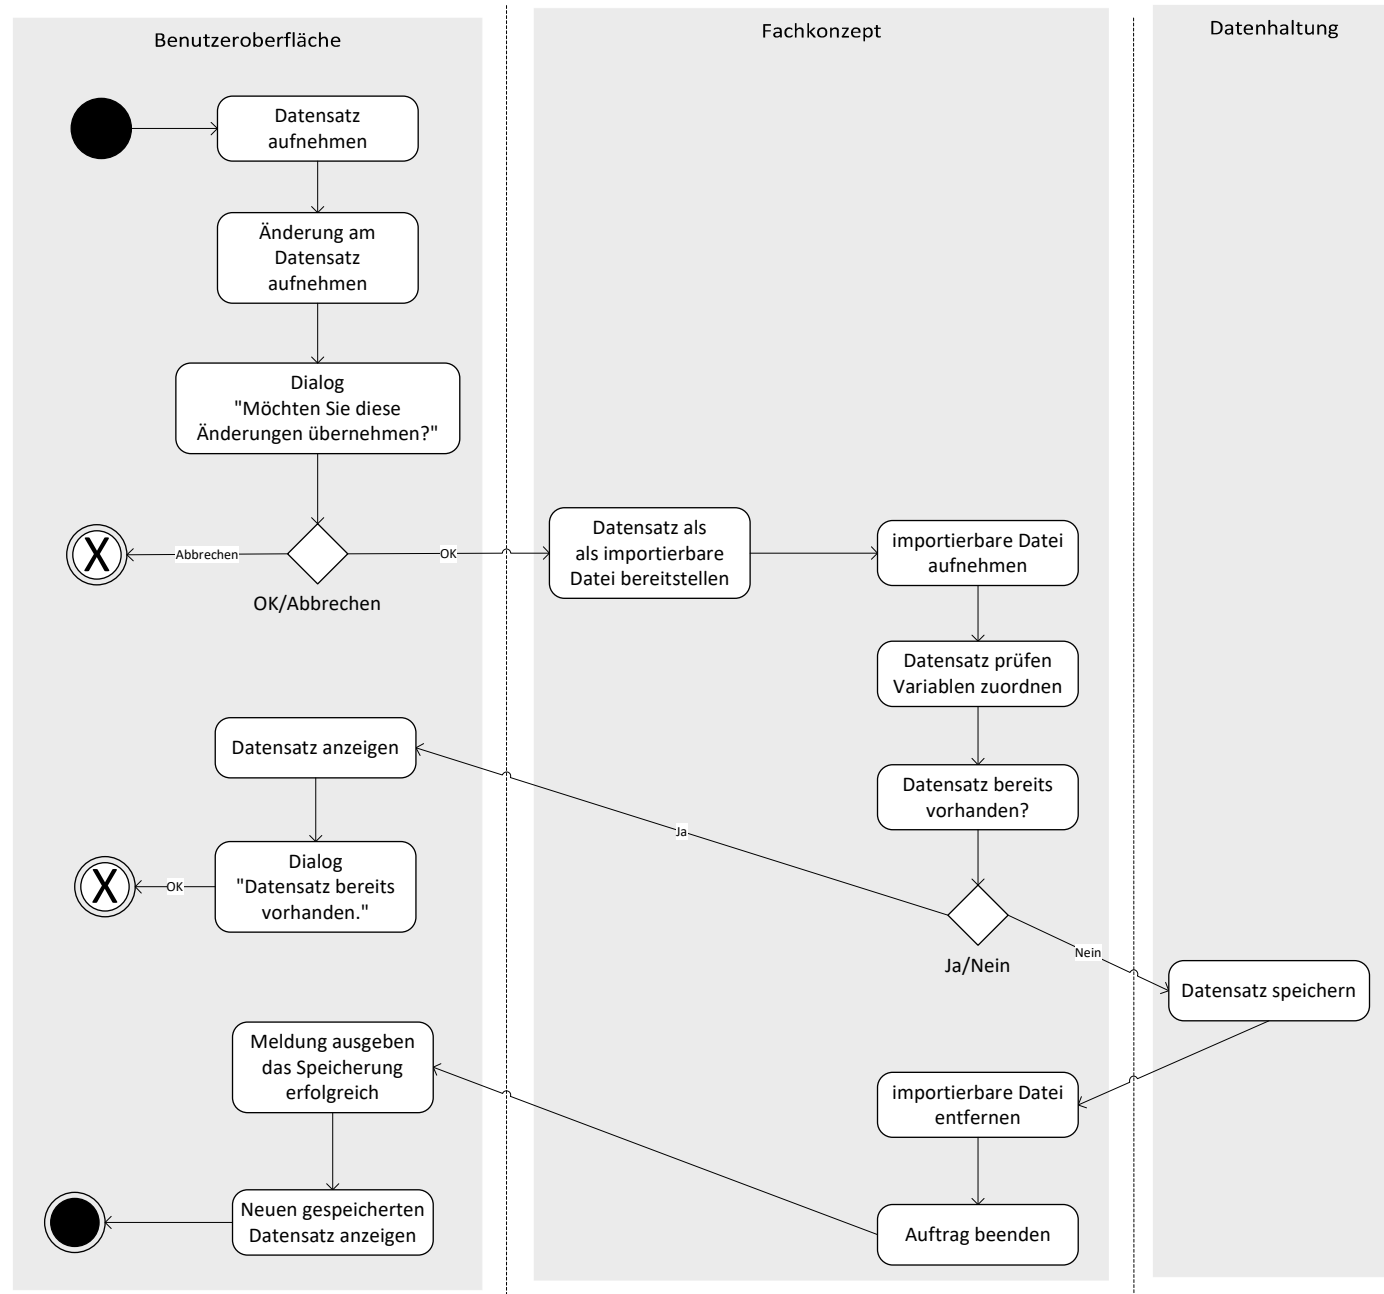 Benutzeroberfläche
Fachkonzept
Datenhaltung
Datensatz
aufnehmen
Änderung am
Datensatz
aufnehmen
Dialog
"Möchten Sie diese
Änderungen übernehmen?"
X
Abbrechen
OK
OK/Abbrechen
Datensatz als
als importierbare
Datei bereitstellen
importierbare Datei
aufnehmen
Datensatz prüfen
Variablen zuordnen
Datensatz bereits
vorhanden?
Ja
Nein
Ja/Nein
Datensatz anzeigen
Dialog
"Datensatz bereits
vorhanden."
OK
X
Datensatz speichern
importierbare Datei
entfernen
Auftrag beenden
Meldung ausgeben
das Speicherung
erfolgreich
Neuen gespeicherten
Datensatz anzeigen